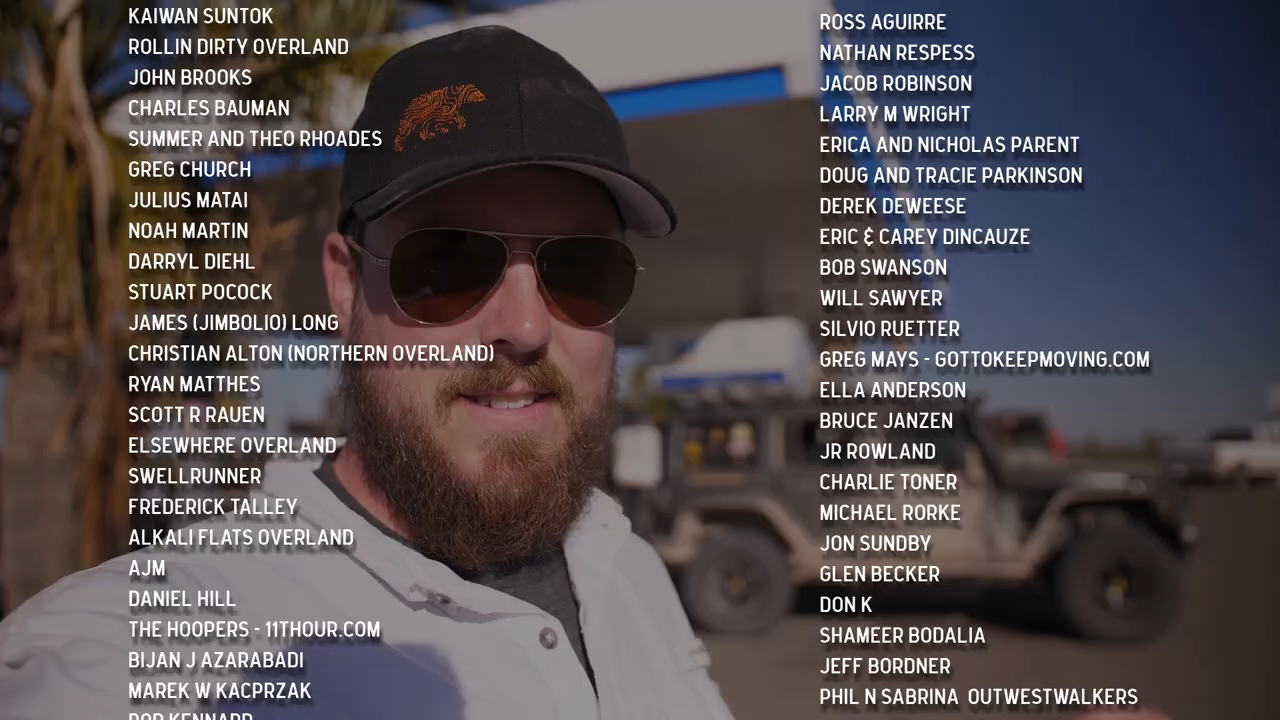 KAIWAN SUNTOK
ROLLIN DIRTY OVERLAND
JOHN BROOKS
CHARLES BAUMAN
SUMMER AND THEO RHOADES
GREG CHURCH
JULIUS MATAI
NOAH MARTIN
DARRYL DIEHL
STUART POCOCK
JAMES (JIMBOLIO) LONG
CHRISTIAN ALTON (NORTHERN OVERLAND)
RYAN MATTHES
SCOTT R RAUEN
ELSEWHERE OVERLAND
SWELLRUNNER
FREDERICK TALLEY
ALKALI FLATS OVERLAND
AJM
DANIEL HILL
THE HOOPERS - 11THOUR.COM
BIJAN J AZARABADI
MAREK W KACPRZAK
ROSS AGUIRRE
NATHAN RESPESS
JACOB ROBINSON
LARRY M WRIGHT
ERICA AND NICHOLAS PARENT
DOUG AND TRACIE PARKINSON
DEREK DEWEESE
ERIC & CAREY DINCAUZE
BOB SWANSON
WILL SAWYER
SILVIO RUETTER
GREG MAYS - GOTTOKEEPMOVING.COM
ELLA ANDERSON
BRUCE JANZEN
JR ROWLAND
CHARLIE TONER
MICHAEL RORKE
JON SUNDBY
GLEN BECKER
DON K
SHAMEER BODALIA
JEFF BORDNER
PHIL N SABRINA OUTWESTWALKERS